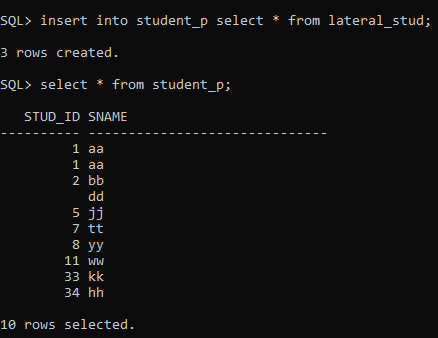 SQL> insert into student_p select * from lateral_stud;
3 rows created.
SQL> select * from student_p;
   STUD_ID SNAME
---------- ------------------------------
         1 aa
         1 aa
         2 bb
           dd
         5 jj
         7 tt
         8 yy
        11 ww
        33 kk
        34 hh
10 rows selected.